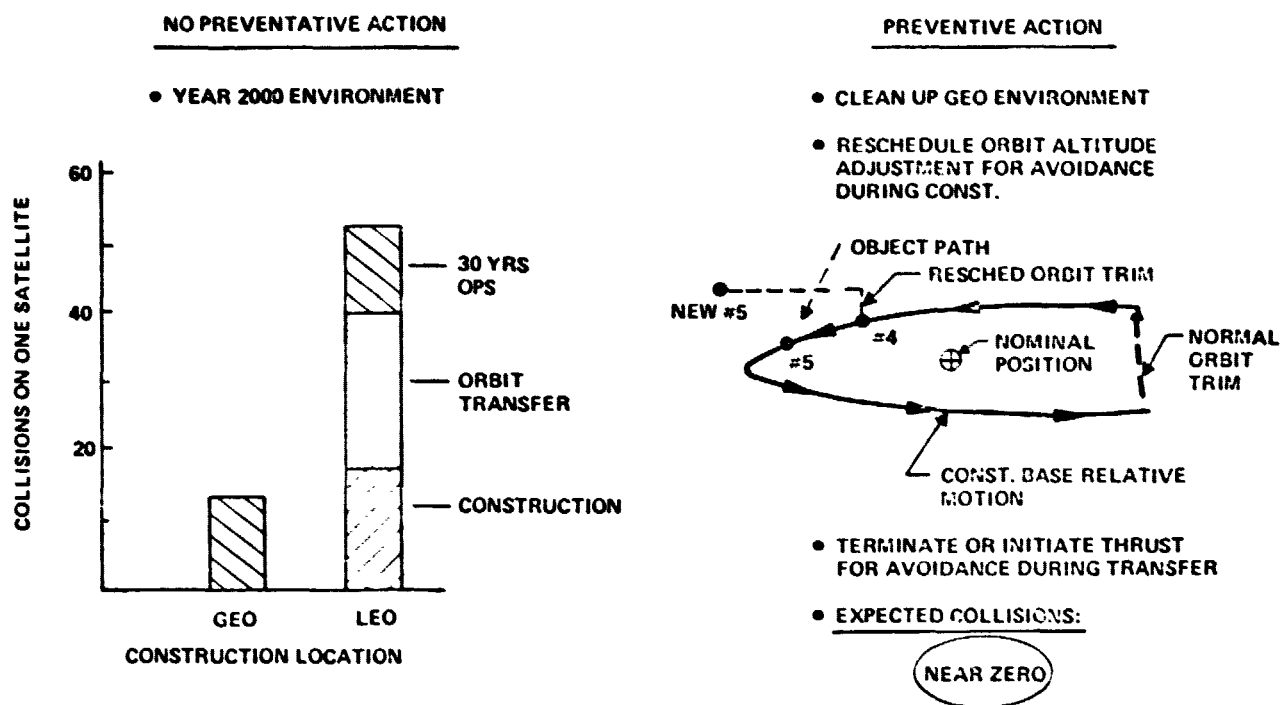 NO PREVENTATIVE ACTION
• YEAR 2000 ENVIRONMENT
COLLISIONS ON ONE SATELLITE
60
40
20
30 YRS
OPS
ORBIT
TRANSFER
CONSTRUCTION
GEO
LEO
CONSTRUCTION LOCATION
PREVENTIVE ACTION
• CLEAN UP GEO ENVIRONMENT
• RESCHEDULE ORBIT ALTITUDE
ADJUSTMENT FOR AVOIDANCE
DURING CONST.
OBJECT PATH
RESCHED ORBIT TRIM
NEW #5
#4
#5
NOMINAL
POSITION
NORMAL
ORBIT
TRIM
CONST. BASE RELATIVE
MOTION
• TERMINATE OR INITIATE THRUST
FOR AVOIDANCE DURING TRANSFER
• EXPECTED COLLISIONS:
NEAR ZERO